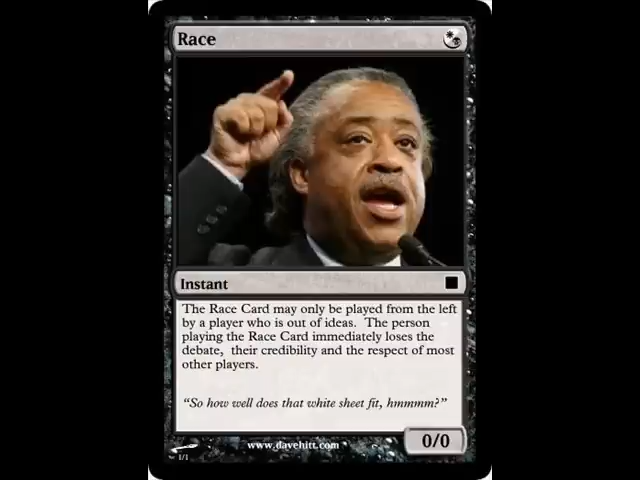 Race
Instant
The Race Card may only be played from the left
by a player who is out of ideas. The person
playing the Race Card immediately loses the
debate, their credibility and the respect of most
other players.
"So how well does that white sheet fit, hmmmm?"
0/0
www.davehitt.com
1/1